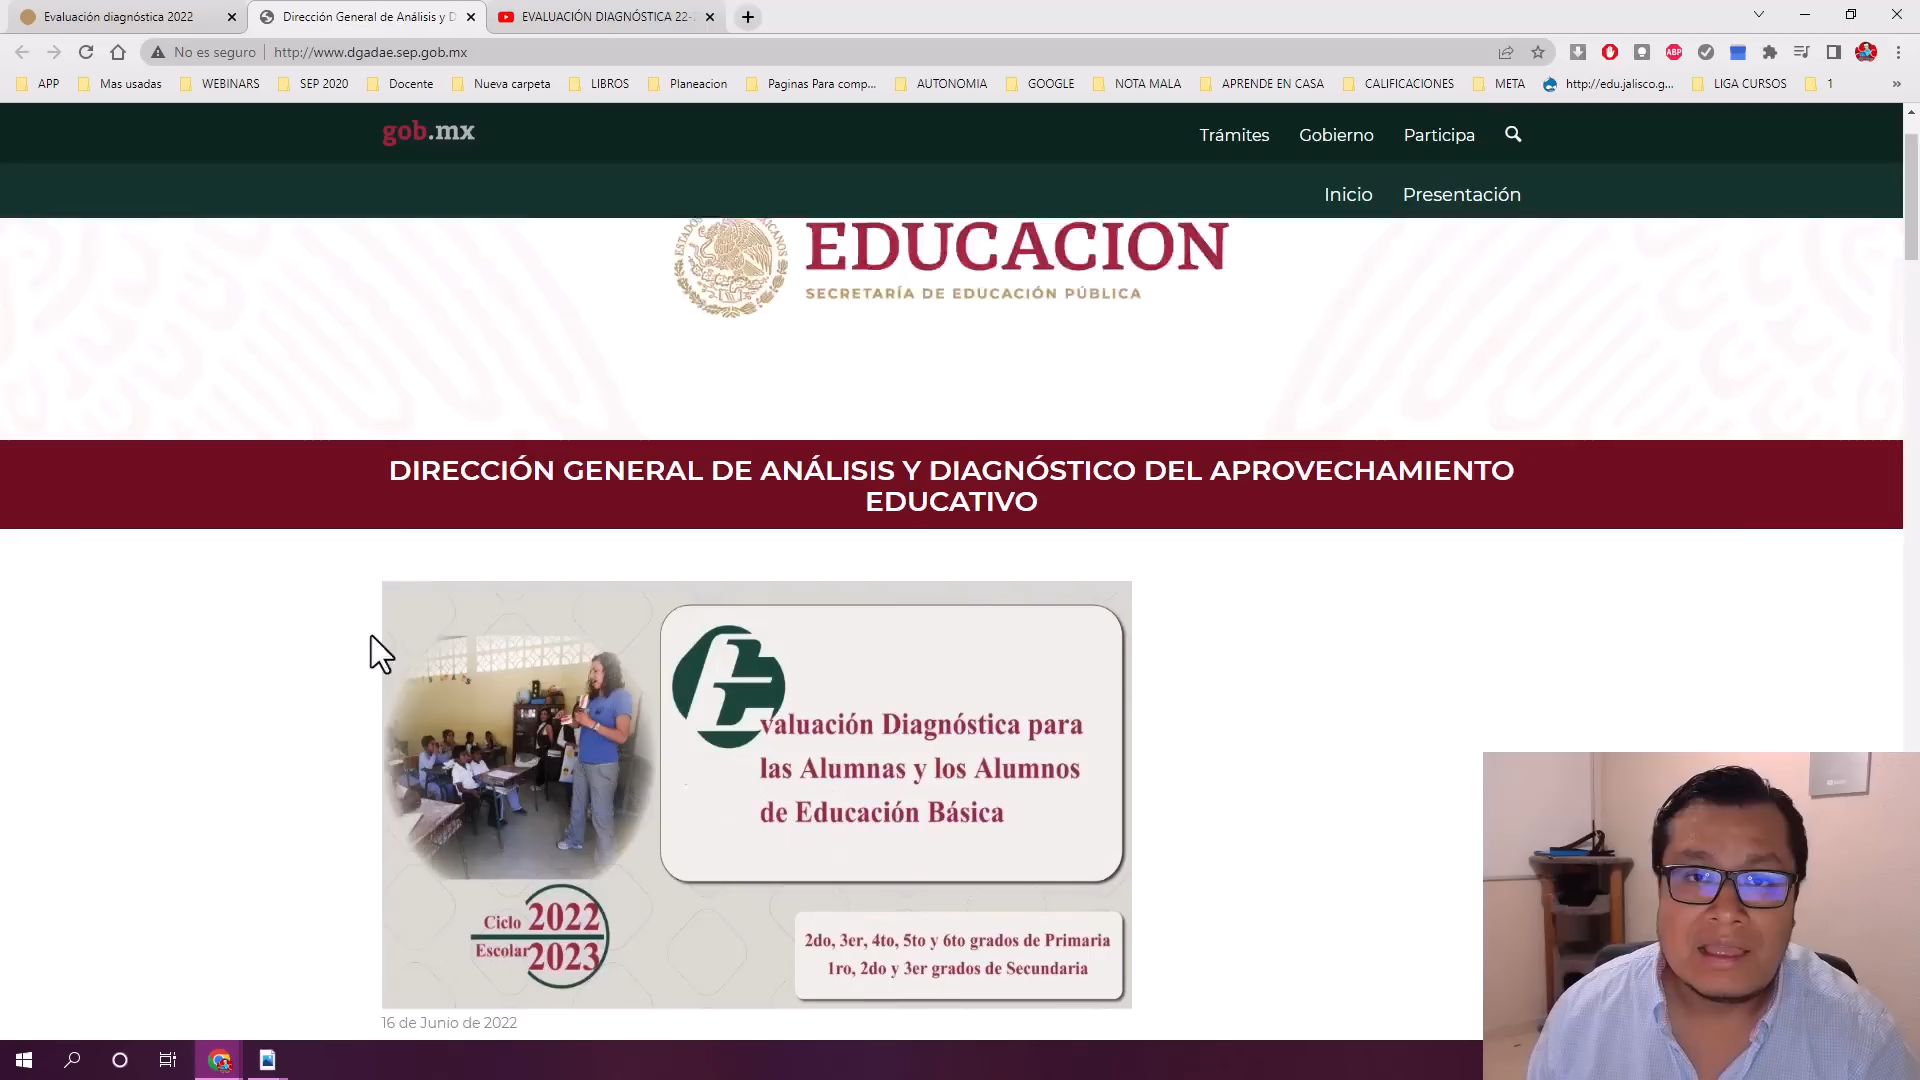 Evaluación diagnóstica 2022
Dirección General de Análisis y D
EVALUACIÓN DIAGNÓSTICA 22-
No es seguro
http://www.dgadae.sep.gob.mx
ABP
APP
Mas usadas
WEBINARS
SEP 2020
Docente
Nueva carpeta
LIBROS
Planeacion
Paginas Para comp...
AUTONOMIA
GOOGLE
NOTA MALA
APRENDE EN CASA
CALIFICACIONES
META
http://edu.jalisco.g...
LIGA CURSOS
1
»
gob.mx
Trámites
Gobierno
Participa
Inicio
Presentación
EDUCACIÓN
SECRETARÍA DE EDUCACIÓN PÚBLICA
DIRECCIÓN GENERAL DE ANÁLISIS Y DIAGNÓSTICO DEL APROVECHAMIENTO
EDUCATIVO
Evaluación Diagnóstica para
las Alumnas y los Alumnos
de Educación Básica
Ciclo 2022
Escolar 2023
2do, 3er, 4to, 5to y 6to grados de Primaria
1ro, 2do y 3er grados de Secundaria
16 de Junio de 2022